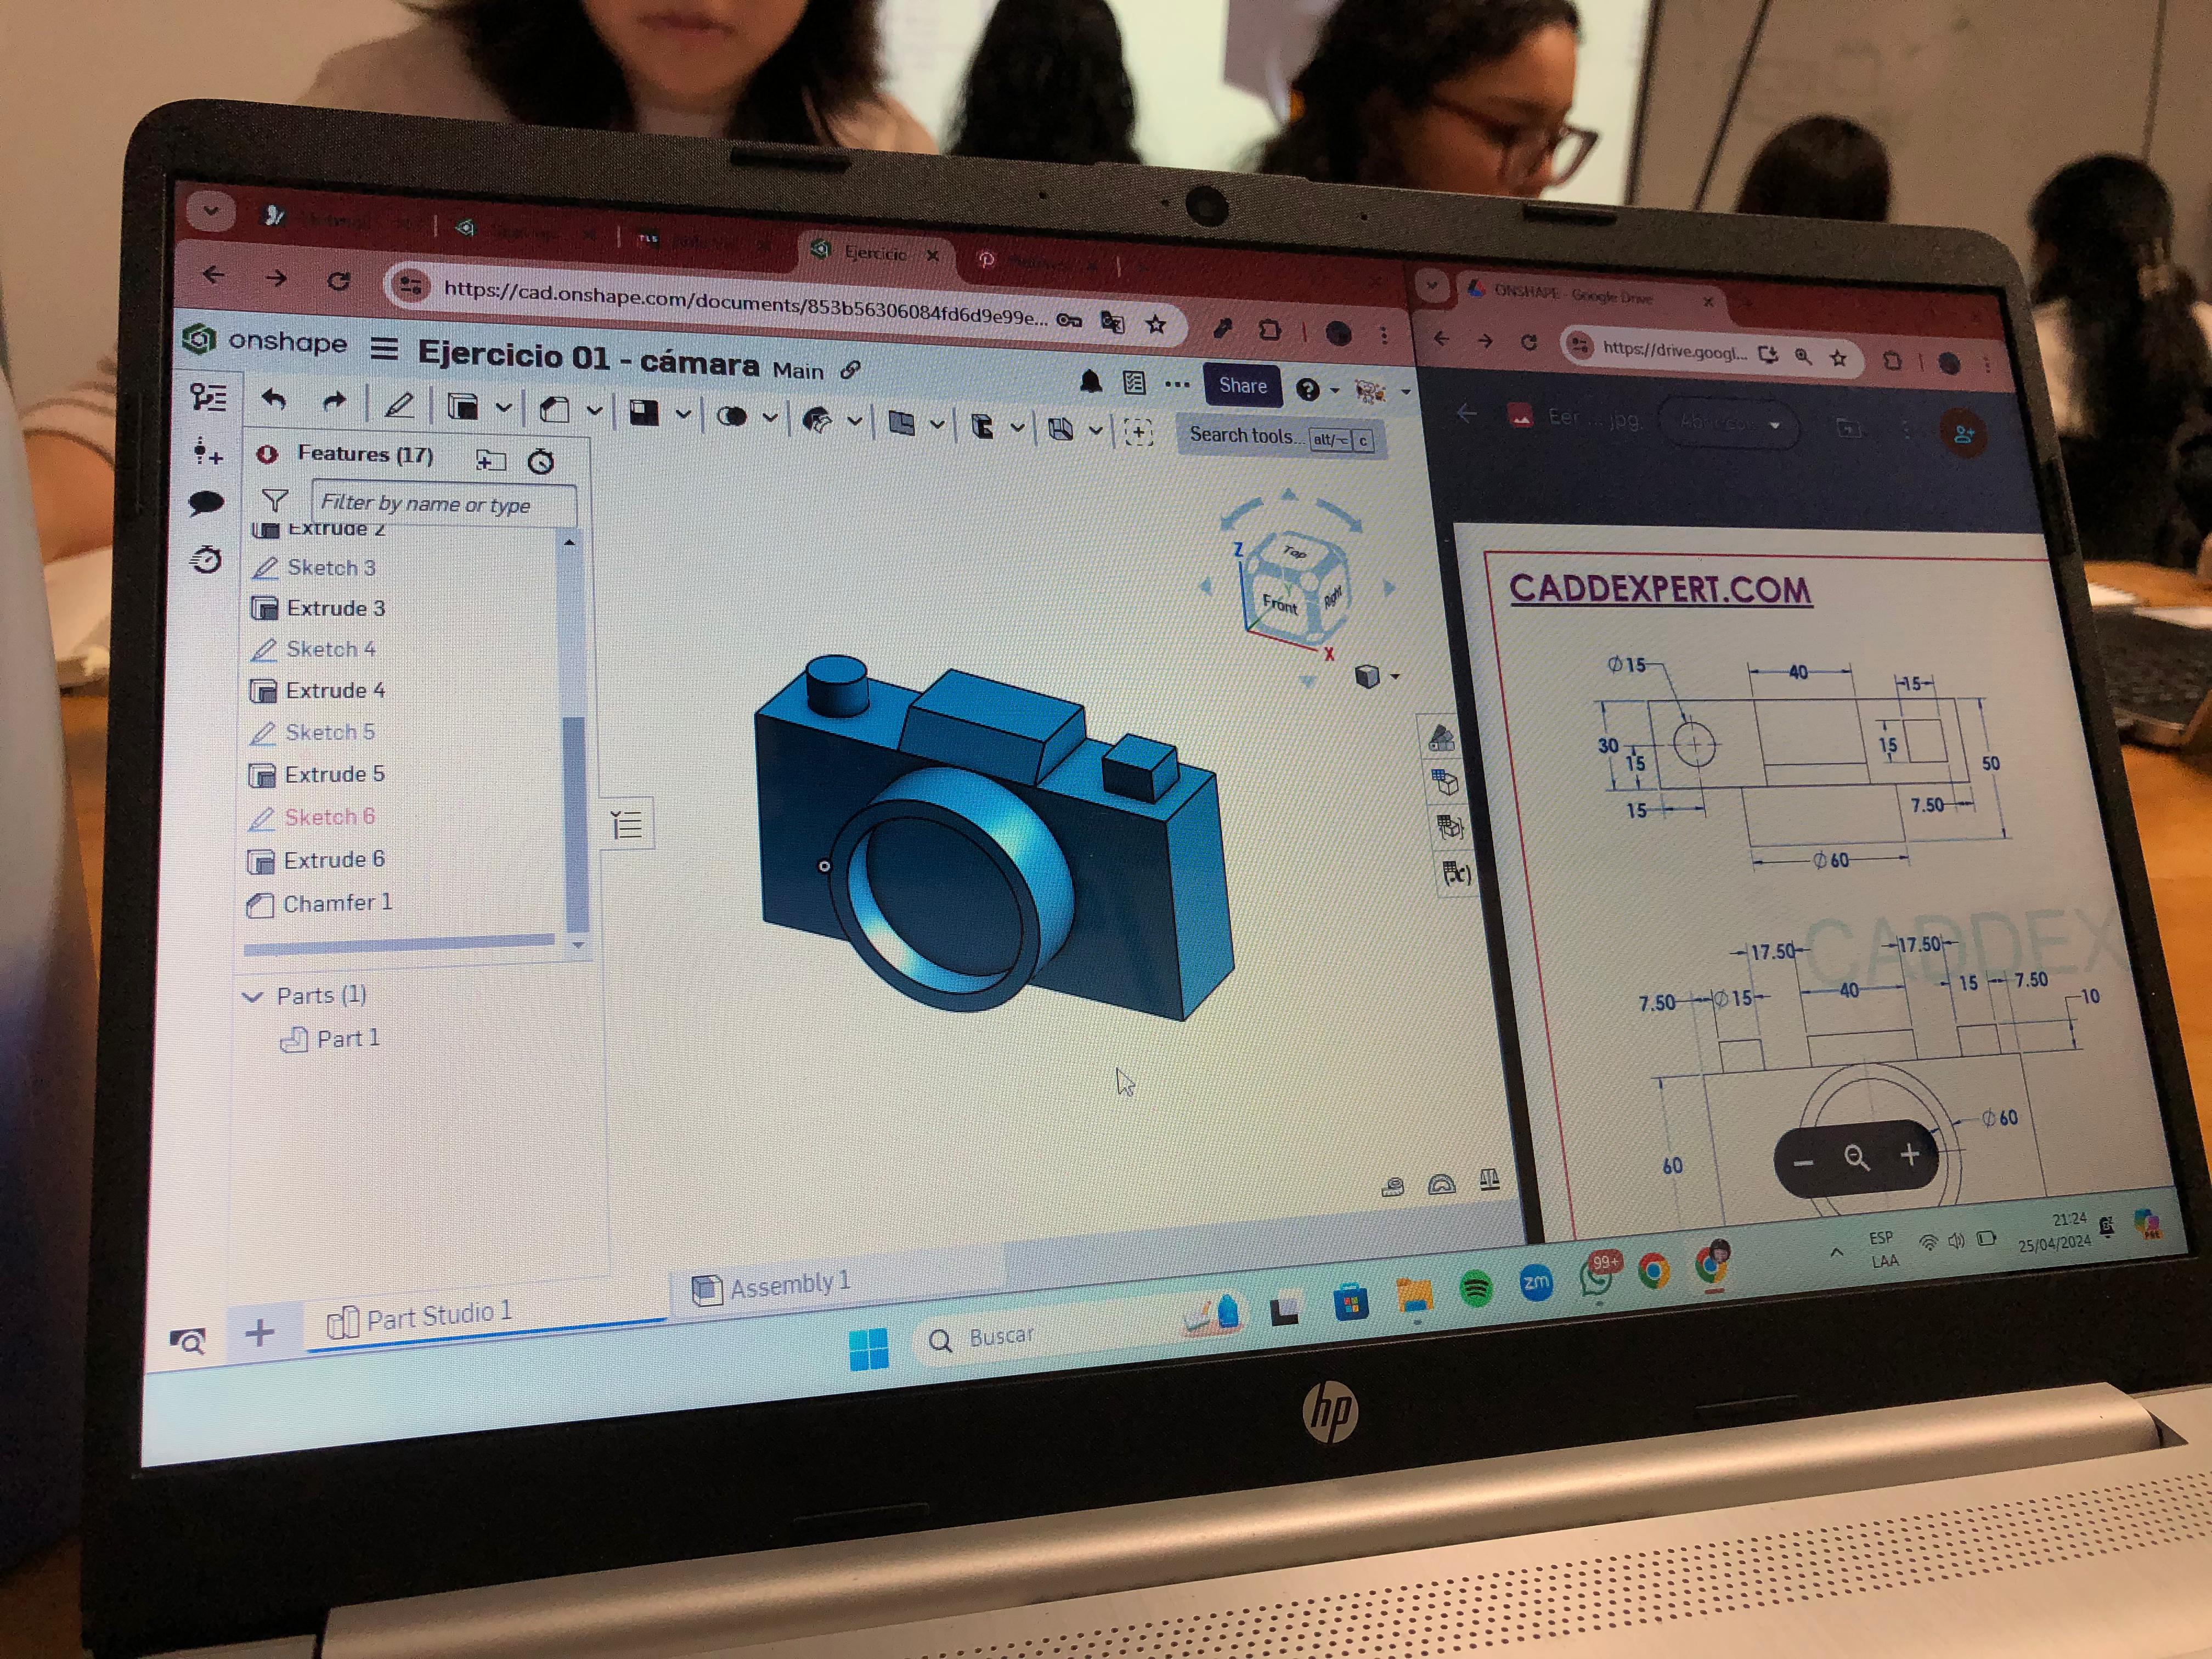 Ejercicio
https://cad.onshape.com/documents/853b56306084fd6d9e99e...
onshape
Ejercicio 01 - cámara Main
Share
Search tools... alt/⌥ c
Features (17)
Filter by name or type
Extrude 2
Sketch 3
Extrude 3
Sketch 4
Extrude 4
Sketch 5
Extrude 5
Sketch 6
Extrude 6
Chamfer 1
Parts (1)
Part 1
Top
Front
Right
Z
X
(x)
Part Studio 1
Assembly 1
ONSHAPE - Google Drive
https://drive.googl...
Eer ... .jpg
CADDEXPERT.COM
Ø15
40
15
30
15
15
15
50
7.50
Ø60
CADDEX
17.50
17.50
7.50
Ø15
40
15
7.50
10
Ø60
60
Buscar
zm
99+
ESP
LAA
21:24
25/04/2024
PRE
hp